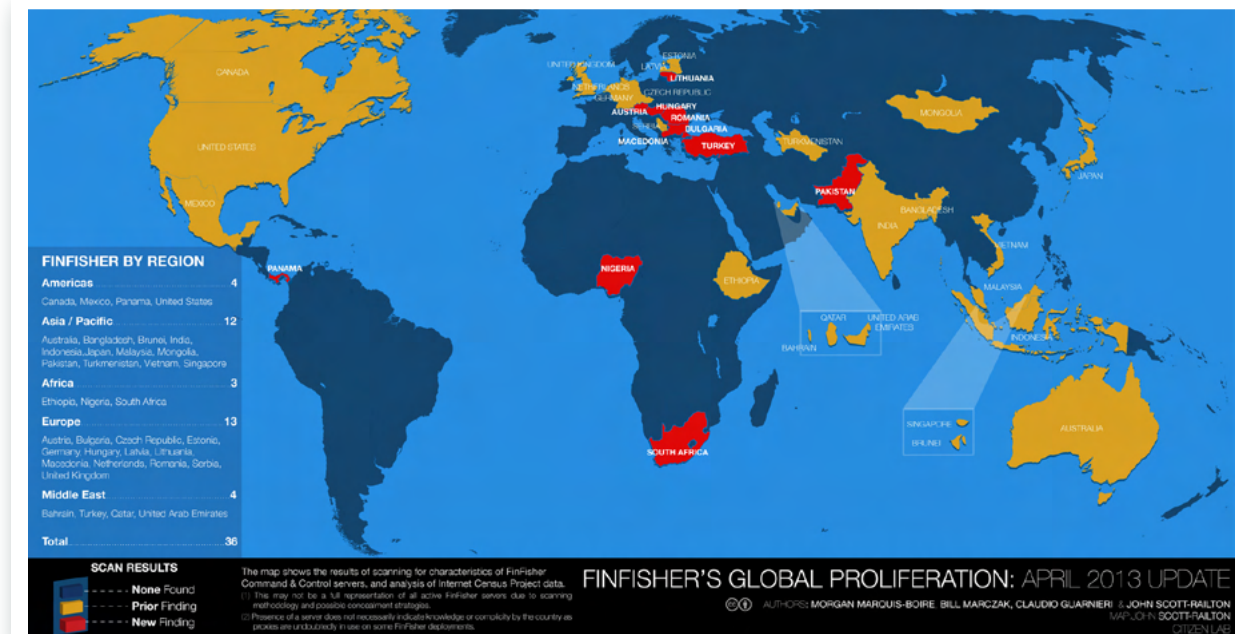 CANADA
UNITED STATES
MEXICO
PANAMA
UNITED KINGDOM
NETHERLANDS
GERMANY
ESTONIA
LATVIA
LITHUANIA
CZECH REPUBLIC
AUSTRIA
HUNGARY
ROMANIA
SERBIA
BULGARIA
MACEDONIA
TURKEY
TURKMENISTAN
MONGOLIA
JAPAN
PAKISTAN
INDIA
BANGLADESH
VIETNAM
MALAYSIA
INDONESIA
NIGERIA
ETHIOPIA
SOUTH AFRICA
QATAR
UNITED ARAB
EMIRATES
BAHRAIN
SINGAPORE
BRUNEI
AUSTRALIA
FINFISHER BY REGION
Americas 4
Canada, Mexico, Panama, United States
Asia / Pacific 12
Australia, Bangladesh, Brunei, India,
Indonesia,Japan, Malaysia, Mongolia,
Pakistan, Turkmenistan, Vietnam, Singapore
Africa 3
Ethiopia, Nigeria, South Africa
Europe 13
Austria, Bulgaria, Czech Republic, Estonia,
Germany, Hungary, Latvia, Lithuania,
Macedonia, Netherlands, Romania, Serbia,
United Kingdom
Middle East 4
Bahrain, Turkey, Qatar, United Arab Emirates
Total 36
SCAN RESULTS
None Found
Prior Finding
New Finding
The map shows the results of scanning for characteristics of FinFisher
Command & Control servers, and analysis of Internet Census Project data.
(1) This may not be a full representation of all active FinFisher servers due to scanning
methodology and possible concealment strategies.
(2) Presence of a server does not necessarily indicate knowledge or complicity by the country as
proxies are undoubtedly in use on some FinFisher deployments.
FINFISHER'S GLOBAL PROLIFERATION: APRIL 2013 UPDATE
cc AUTHORS: MORGAN MARQUIS-BOIRE BILL MARCZAK, CLAUDIO GUARNIERI & JOHN SCOTT-RAILTON
MAP JOHN SCOTT-RAILTON
CITIZEN LAB